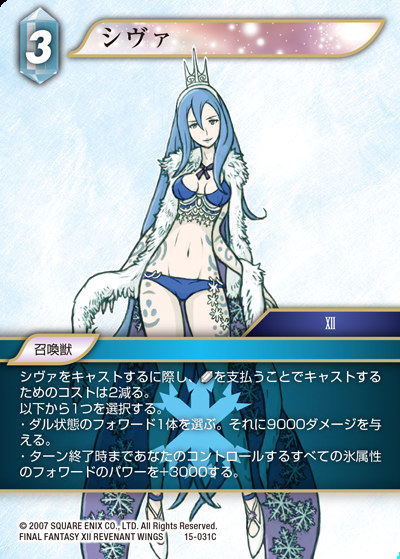 3
シヴァ
XII
召喚獣
シヴァをキャストするに際し、を支払うことでキャストする
ためのコストは2減る。
以下から1つを選択する。
・ダル状態のフォワード1体を選ぶ。それに9000ダメージを与
える。
・ターン終了時まであなたのコントロールするすべての氷属性
のフォワードのパワーを+3000する。
© 2007 SQUARE ENIX CO., LTD. All Rights Reserved.
FINAL FANTASY XII REVENANT WINGS 15-031C